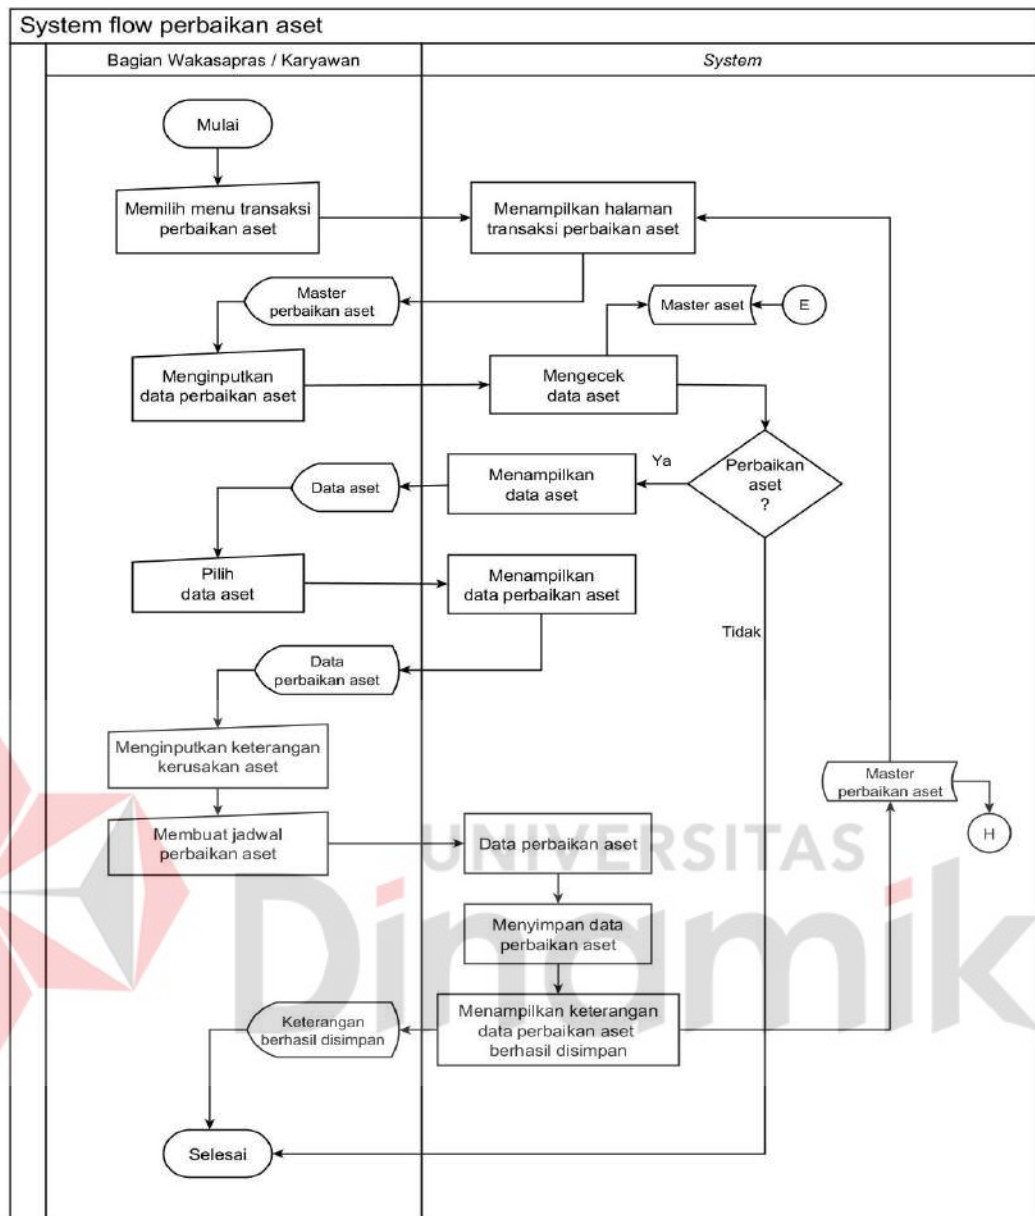 System flow perbaikan aset
Bagian Wakasapras / Karyawan
System
Mulai
Memilih menu transaksi
perbaikan aset
Menampilkan halaman
transaksi perbaikan aset
Master
perbaikan aset
Master aset
E
Menginputkan
data perbaikan aset
Mengecek
data aset
Perbaikan
aset
?
Ya
Menampilkan
data aset
Data aset
Pilih
data aset
Menampilkan
data perbaikan aset
Tidak
Data
perbaikan aset
Menginputkan keterangan
kerusakan aset
Master
perbaikan aset
H
Membuat jadwal
perbaikan aset
Data perbaikan aset
UNIVERSITAS
Dinamik
Menyimpan data
perbaikan aset
Menampilkan keterangan
data perbaikan aset
berhasil disimpan
Keterangan
berhasil disimpan
Selesai